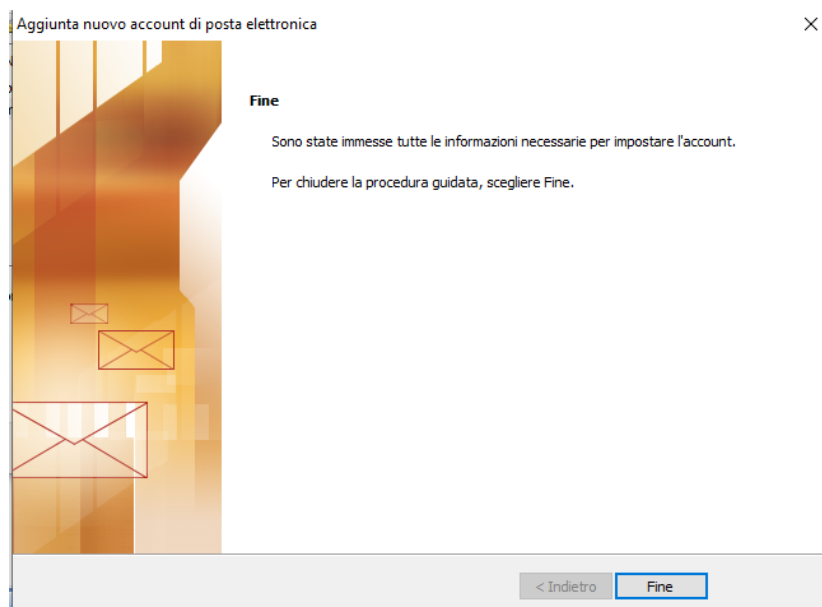 Aggiunta nuovo account di posta elettronica
Fine
Sono state immesse tutte le informazioni necessarie per impostare l'account.
Per chiudere la procedura guidata, scegliere Fine.
< Indietro
Fine